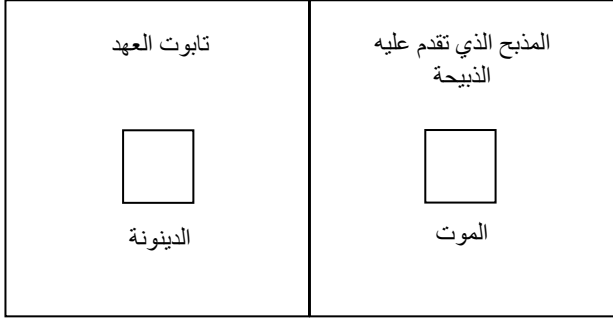 المذبح الذي تقدم عليه
الذبيحة
الموت
تابوت العهد
الدينونة